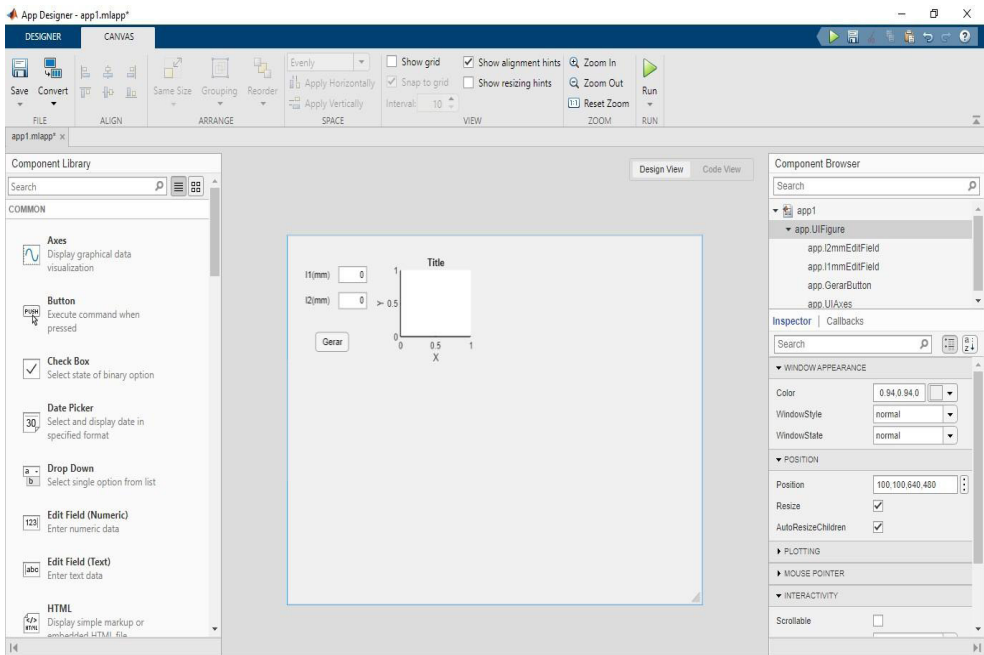 App Designer - app1.mlapp*
DESIGNER CANVAS
Save Convert
Same Size Grouping Reorder
Evenly
Apply Horizontally
Apply Vertically
Show grid
Snap to grid
Interval: 10
Show alignment hints
Show resizing hints
Zoom In
Zoom Out
Reset Zoom
Run
FILE ALIGN ARRANGE SPACE VIEW ZOOM RUN
app1.mlapp* ×
Component Library
Search
COMMON
Axes
Display graphical data
visualization
PUSH
Button
Execute command when
pressed
Check Box
Select state of binary option
30
Date Picker
Select and display date in
specified format
a
b
Drop Down
Select single option from list
123
Edit Field (Numeric)
Enter numeric data
abc
Edit Field (Text)
Enter text data
HTML
Display simple markup or
embedded HTML file
Design View Code View
l1(mm) 0
l2(mm) 0
Gerar
Title
1
0.5
0
Y
0 0.5 1
X
Component Browser
Search
app1
app.UIFigure
app.l2mmEditField
app.l1mmEditField
app.GerarButton
app.UIAxes
Inspector | Callbacks
Search
WINDOW APPEARANCE
Color 0.94,0.94,0
WindowStyle normal
WindowState normal
POSITION
Position 100,100,640,480
Resize
AutoResizeChildren
PLOTTING
MOUSE POINTER
INTERACTIVITY
Scrollable